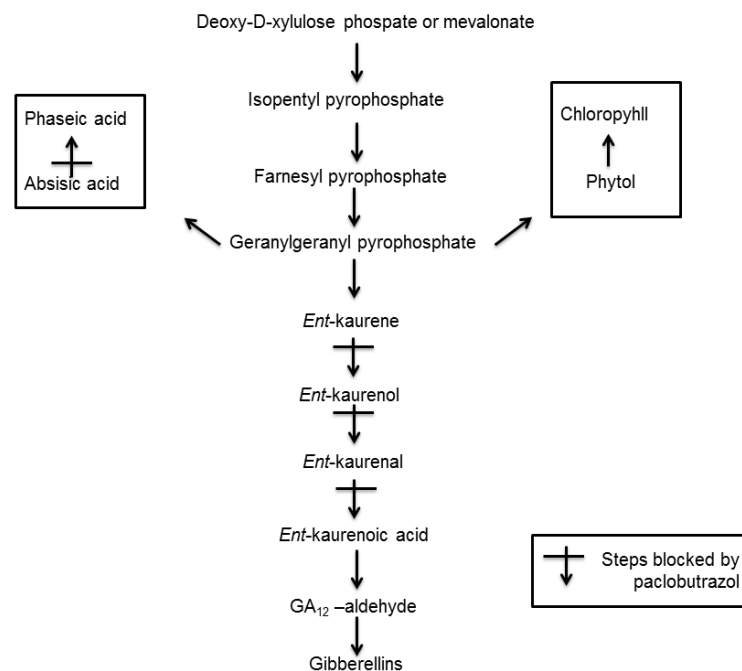 Deoxy-D-xylulose phospate or mevalonate
Isopentyl pyrophosphate
Phaseic acid
Absisic acid
Chloropyhll
Phytol
Farnesyl pyrophosphate
Geranylgeranyl pyrophosphate
Ent-kaurene
Ent-kaurenol
Ent-kaurenal
Ent-kaurenoic acid
GA12 –aldehyde
Gibberellins
Steps blocked by
paclobutrazol